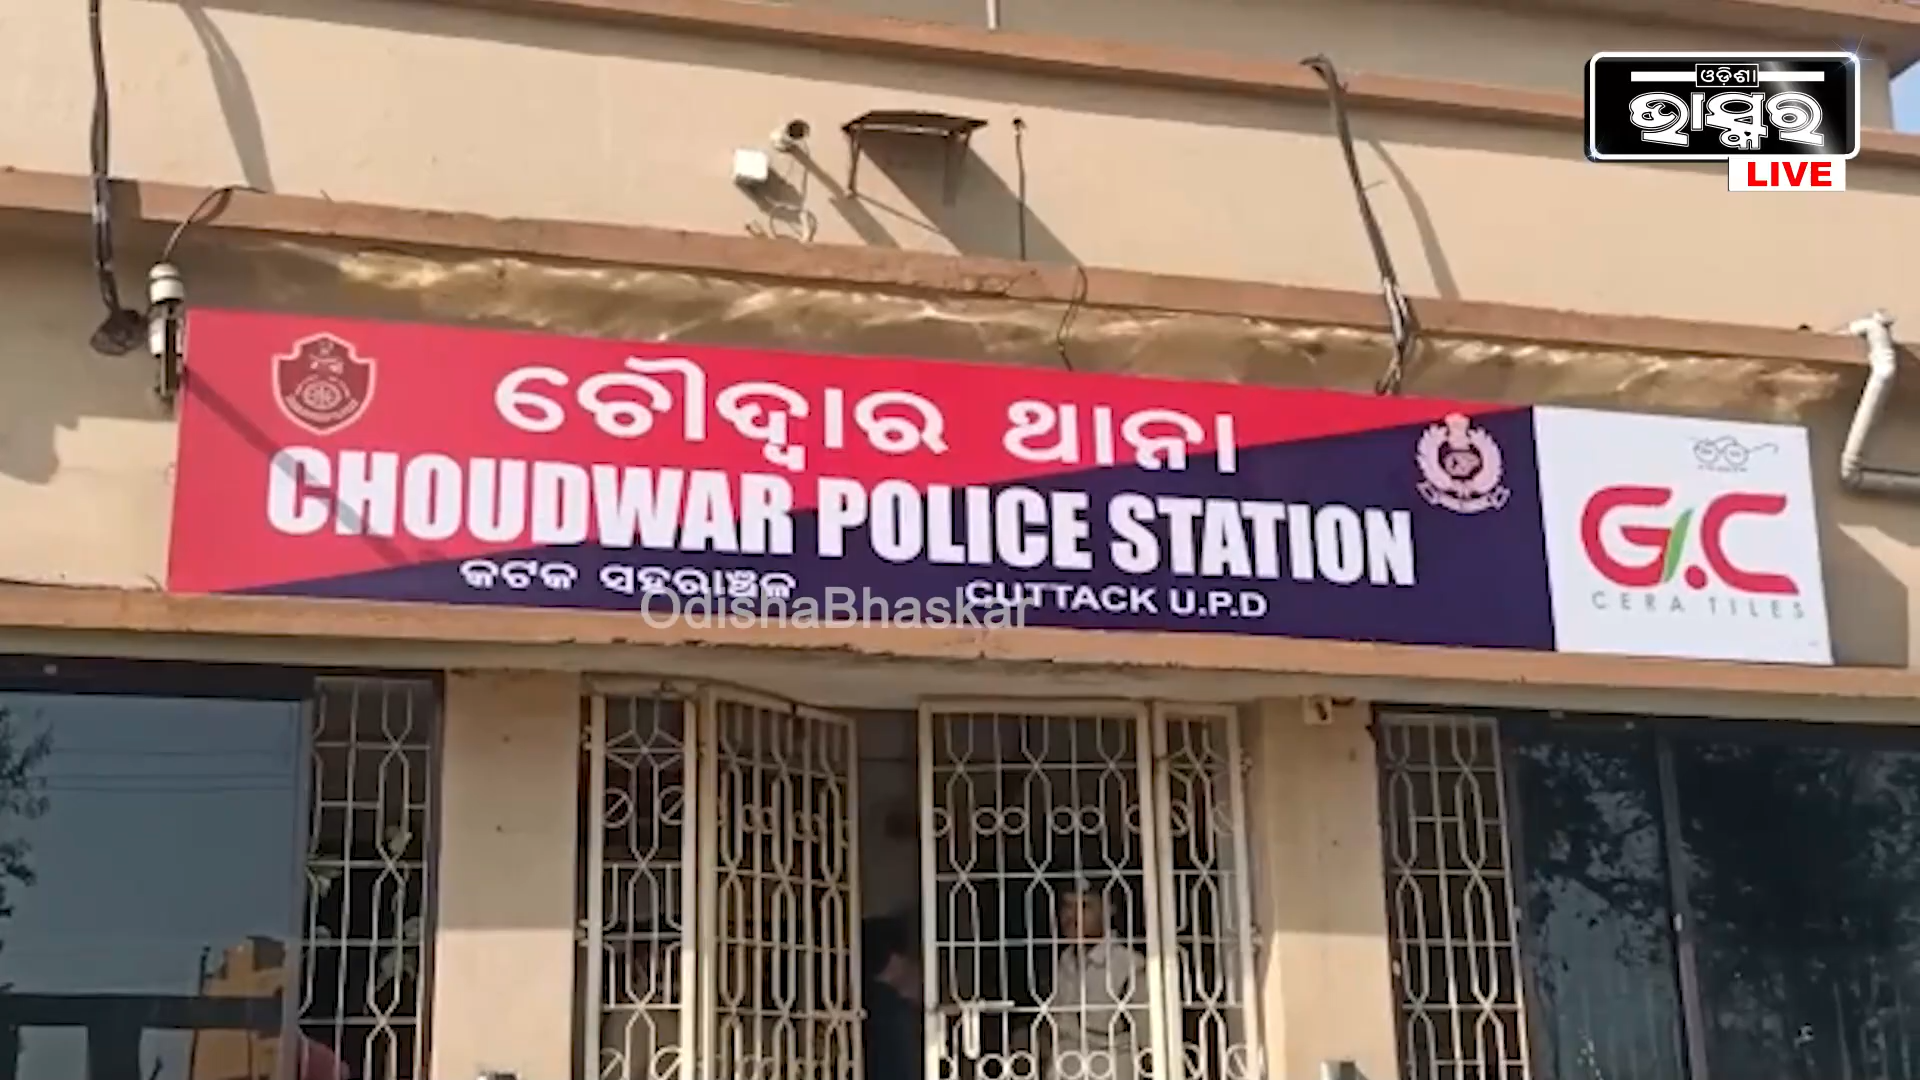 ଓଡ଼ିଶା
ଭାସ୍କର
LIVE
ଚୌଦ୍ୱାର ଥାନା
CHOUDWAR POLICE STATION
କଟକ ସହରାଞ୍ଚଳ
CUTTACK U.P.D
G.C
CERA TILES
OdishaBhaskar